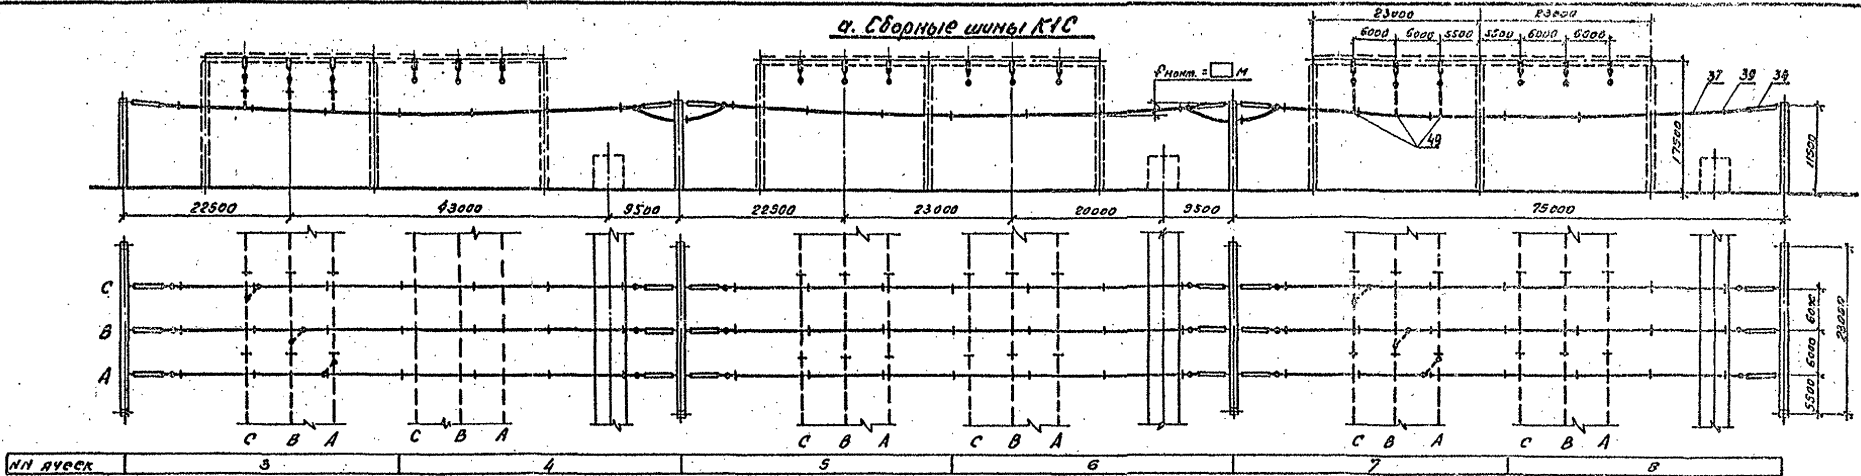 а. Сборные шины К1С
23000 23000
6000 6000 5500 5500 6000 6000
f монт. = М
37 39 34
49
17500
11500
22500 43000 9500 22500 23000 20000 9500 75000
С
В
А
6000
6000
5500
23000
С В А С В А С В А С В А С В А С В А
NN ячеек 3 4 5 6 7 8